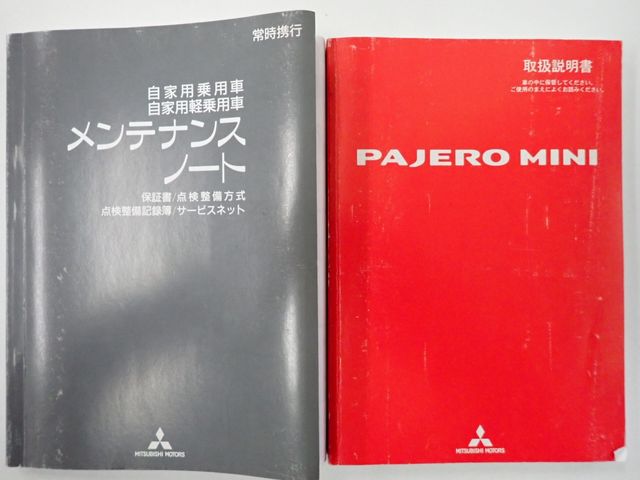 常時携行
自家用乗用車
自家用軽乗用車
メンテナンス
ノート
保証書/点検整備方式
点検整備記録簿/サービスネット
MITSUBISHI MOTORS
取扱説明書
車の中に保管してください。
ご使用のまえによくお読みください。
PAJERO MINI
MITSUBISHI MOTORS